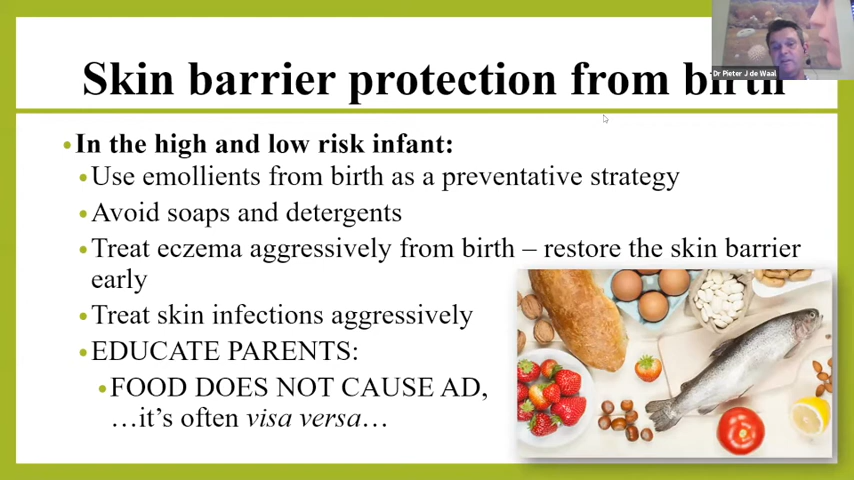 Dr Pieter J de Waal
Skin barrier protection from birth
•In the high and low risk infant:
•Use emollients from birth as a preventative strategy
•Avoid soaps and detergents
•Treat eczema aggressively from birth – restore the skin barrier
early
•Treat skin infections aggressively
•EDUCATE PARENTS:
•FOOD DOES NOT CAUSE AD,
…it’s often visa versa…